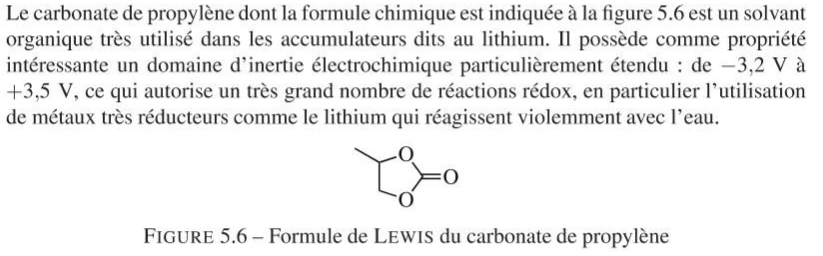 Le carbonate de propylène dont la formule chimique est indiquée à la figure 5.6 est un solvant
organique très utilisé dans les accumulateurs dits au lithium. Il possède comme propriété
intéressante un domaine d’inertie électrochimique particulièrement étendu : de −3,2 V à
+3,5 V, ce qui autorise un très grand nombre de réactions rédox, en particulier l’utilisation
de métaux très réducteurs comme le lithium qui réagissent violemment avec l’eau.
O
O
O
FIGURE 5.6 – Formule de LEWIS du carbonate de propylène